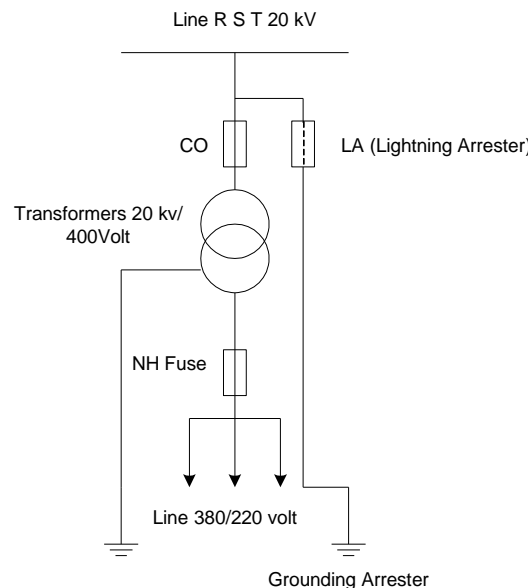 Line R S T 20 kV
CO
LA (Lightning Arrester)
Transformers 20 kv/
400Volt
NH Fuse
Line 380/220 volt
Grounding Arrester